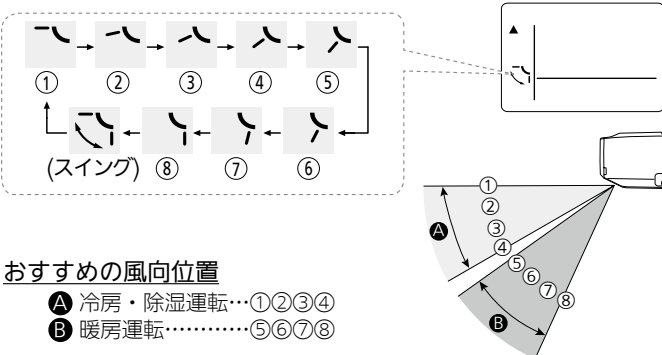 ① ② ③ ④ ⑤
(スイング) ⑧ ⑦ ⑥
▲
①
②
③
④
⑤
⑥
⑦
⑧
A
B
おすすめの風向位置
A 冷房・除湿運転…①②③④
B 暖房運転…………⑤⑥⑦⑧